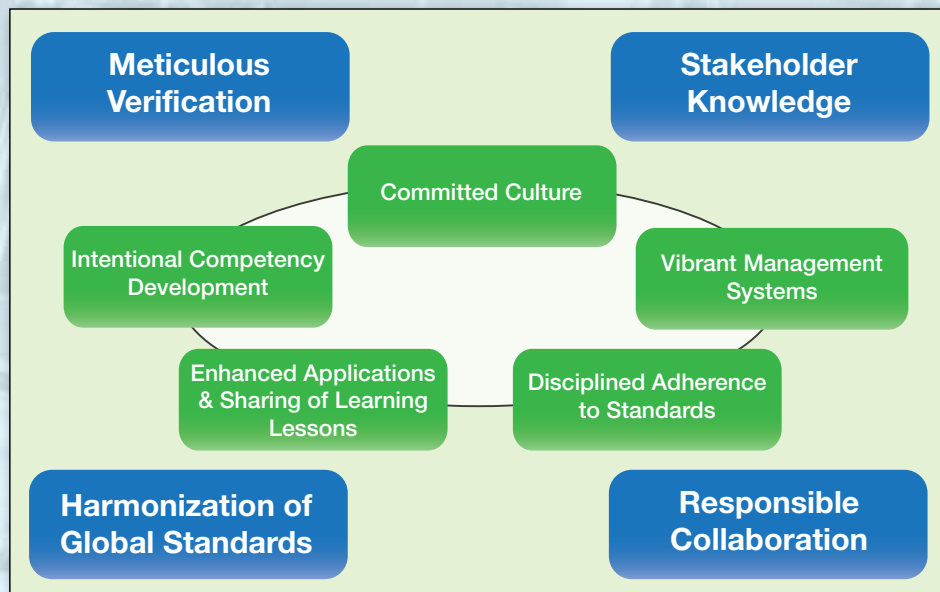 Meticulous
Verification
Stakeholder
Knowledge
Committed Culture
Intentional Competency
Development
Vibrant Management
Systems
Enhanced Applications
& Sharing of Learning
Lessons
Disciplined Adherence
to Standards
Harmonization of
Global Standards
Responsible
Collaboration